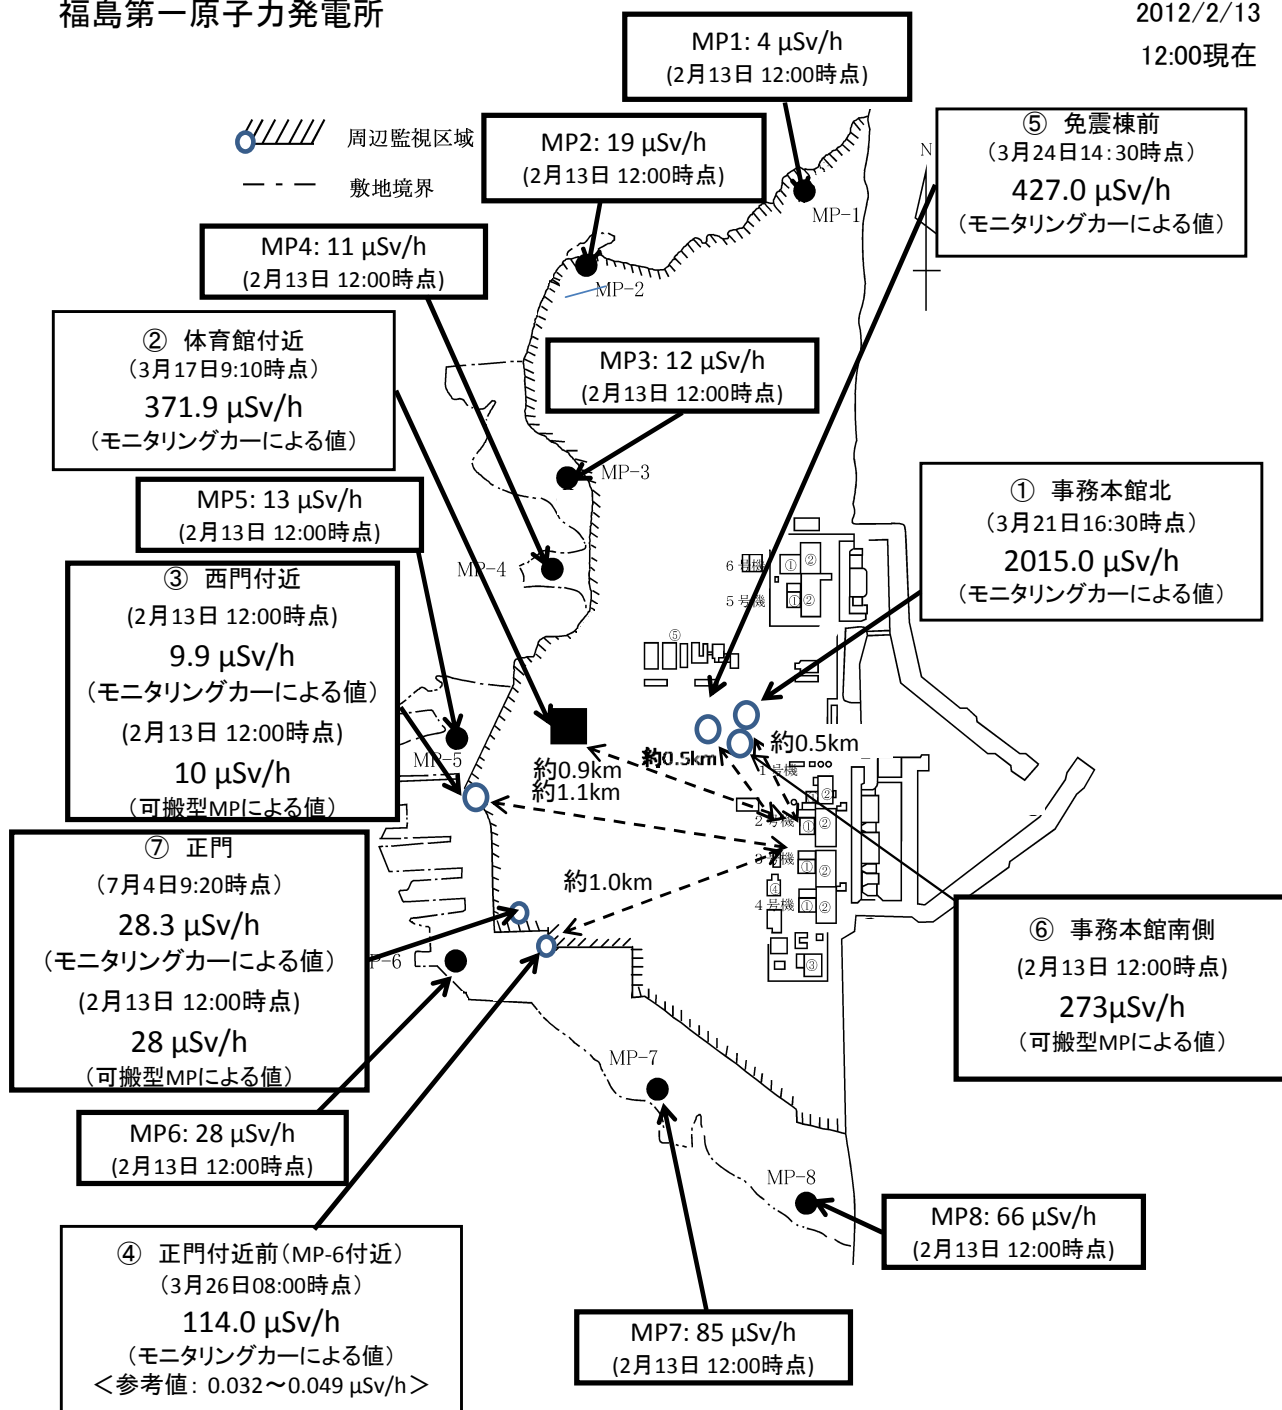 福島第一原子力発電所
2012/2/13
12:00現在
MP1: 4 μSv/h
(2月13日 12:00時点)
周辺監視区域
敷地境界
MP2: 19 μSv/h
(2月13日 12:00時点)
⑤ 免震棟前
(3月24日14:30時点)
427.0 μSv/h
(モニタリングカーによる値)
N
MP-1
MP4: 11 μSv/h
(2月13日 12:00時点)
MP-2
② 体育館付近
(3月17日9:10時点)
371.9 μSv/h
(モニタリングカーによる値)
MP3: 12 μSv/h
(2月13日 12:00時点)
MP-3
① 事務本館北
(3月21日16:30時点)
2015.0 μSv/h
(モニタリングカーによる値)
MP5: 13 μSv/h
(2月13日 12:00時点)
MP-4
6号機
① ②
5号機
① ②
③ 西門付近
(2月13日 12:00時点)
9.9 μSv/h
(モニタリングカーによる値)
(2月13日 12:00時点)
10 μSv/h
(可搬型MPによる値)
⑤
MP-5
約0.9km
約1.1km
約0.5km
約0.5km
1号機
②
2号機
① ②
3号機
① ②
④
4号機
① ②
③
約1.0km
⑦ 正門
(7月4日9:20時点)
28.3 μSv/h
(モニタリングカーによる値)
(2月13日 12:00時点)
28 μSv/h
(可搬型MPによる値)
P-6
⑥ 事務本館南側
(2月13日 12:00時点)
273μSv/h
(可搬型MPによる値)
MP-7
MP6: 28 μSv/h
(2月13日 12:00時点)
MP-8
MP8: 66 μSv/h
(2月13日 12:00時点)
④ 正門付近前(MP-6付近)
(3月26日08:00時点)
114.0 μSv/h
(モニタリングカーによる値)
<参考値: 0.032～0.049 μSv/h>
MP7: 85 μSv/h
(2月13日 12:00時点)